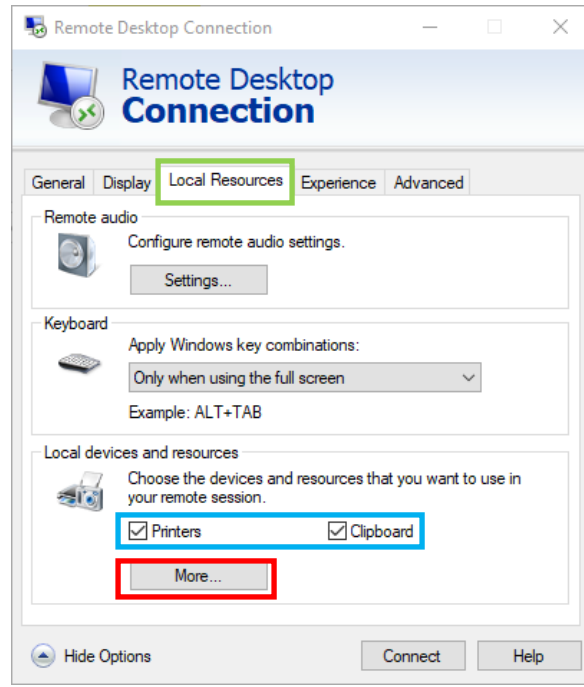 Remote Desktop Connection
Remote Desktop
Connection
General Display Local Resources Experience Advanced
Remote audio
Configure remote audio settings.
Settings...
Keyboard
Apply Windows key combinations:
Only when using the full screen
Example: ALT+TAB
Local devices and resources
Choose the devices and resources that you want to use in
your remote session.
Printers Clipboard
More...
Hide Options Connect Help